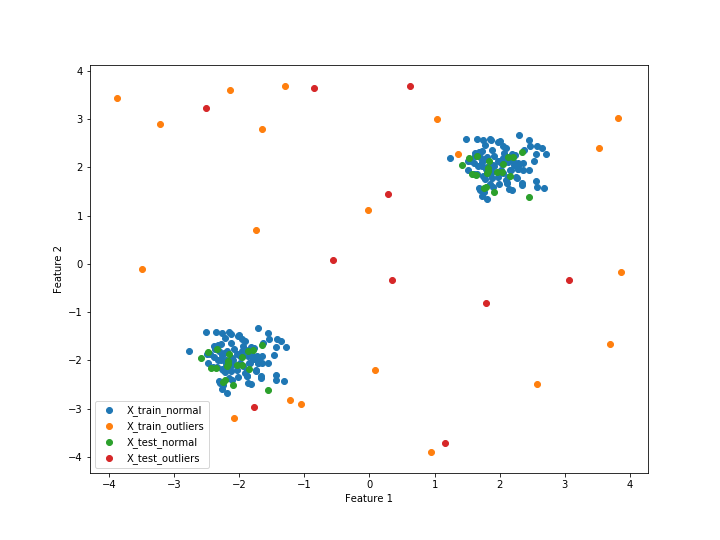 4
3
2
1
0
−1
−2
−3
−4
Feature 2
X_train_normal
X_train_outliers
X_test_normal
X_test_outliers
−4 −3 −2 −1 0 1 2 3 4
Feature 1